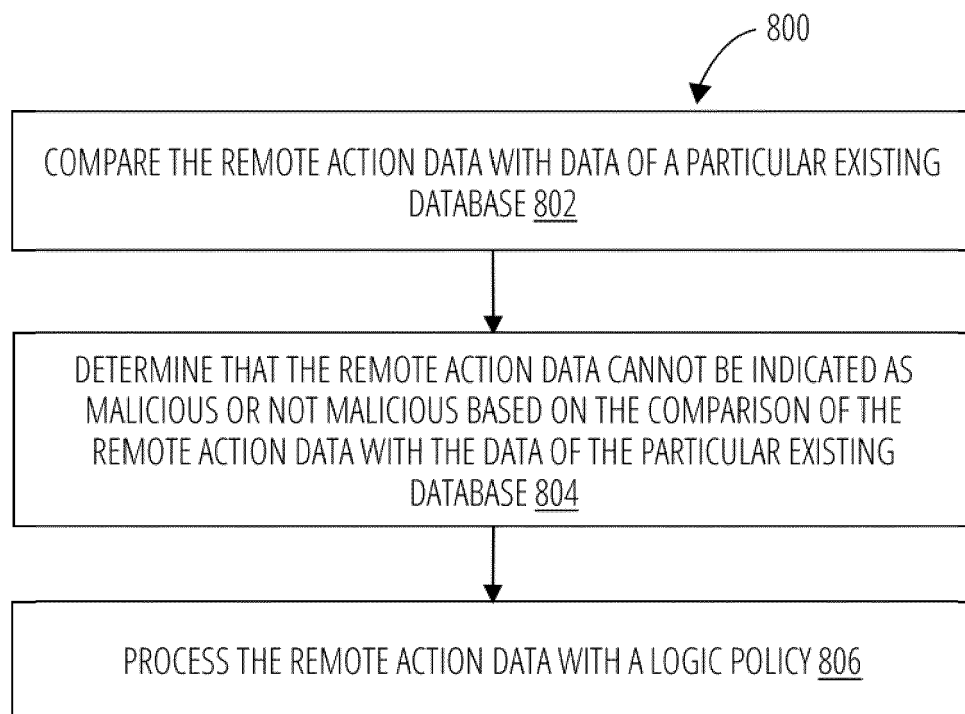 800
COMPARE THE REMOTE ACTION DATA WITH DATA OF A PARTICULAR EXISTING
DATABASE 802
DETERMINE THAT THE REMOTE ACTION DATA CANNOT BE INDICATED AS
MALICIOUS OR NOT MALICIOUS BASED ON THE COMPARISON OF THE
REMOTE ACTION DATA WITH THE DATA OF THE PARTICULAR EXISTING
DATABASE 804
PROCESS THE REMOTE ACTION DATA WITH A LOGIC POLICY 806